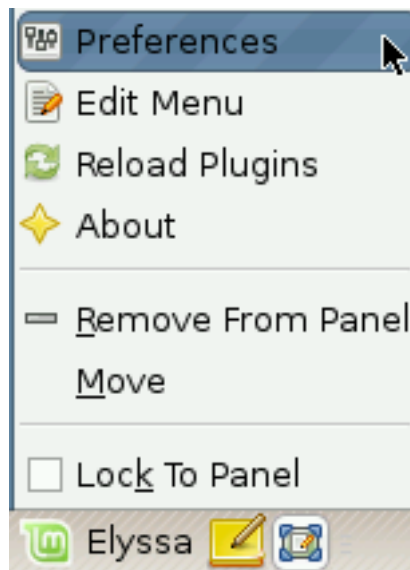 Preferences
Edit Menu
Reload Plugins
About
Remove From Panel
Move
Lock To Panel
Elyssa